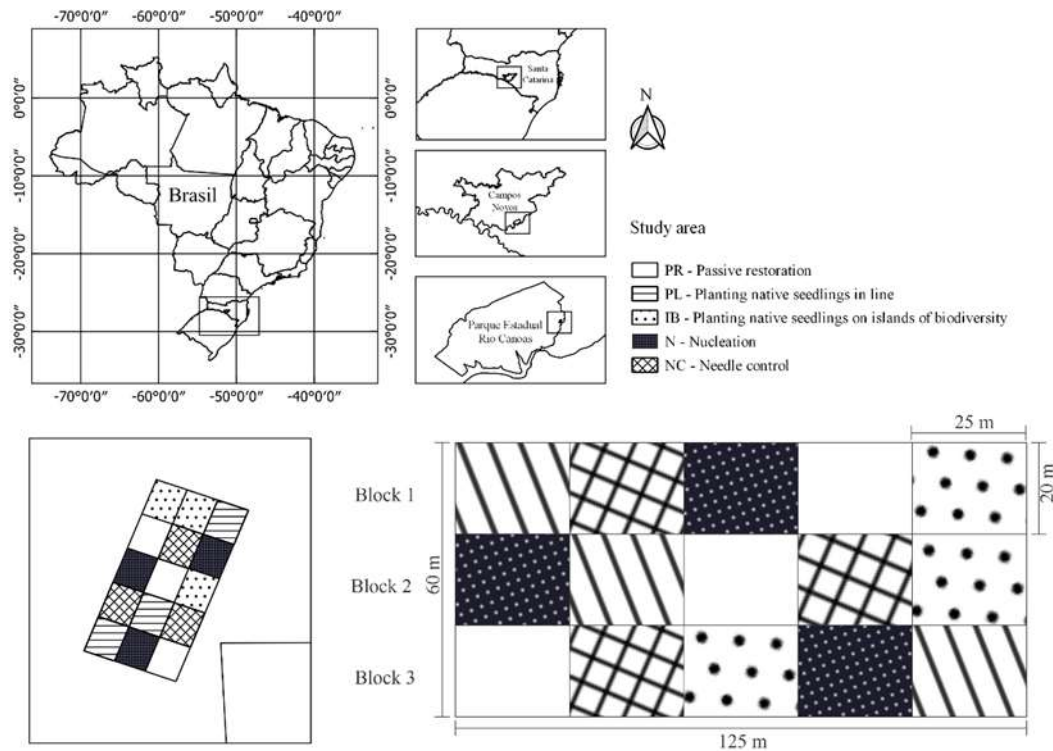 -70°0'0" -60°0'0" -50°0'0" -40°0'0"
0°0'0"
0°0'0"
-10°0'0"
-10°0'0"
-20°0'0"
-20°0'0"
-30°0'0"
-30°0'0"
Brasil
-70°0'0" -60°0'0" -50°0'0" -40°0'0"
Santa
Catarina
Campos
Novos
Parque Estadual
Rio Canoas
N
Study area
PR - Passive restoration
PL - Planting native seedlings in line
IB - Planting native seedlings on islands of biodiversity
N - Nucleation
NC - Needle control
25 m
20 m
60 m
Block 1
Block 2
Block 3
125 m